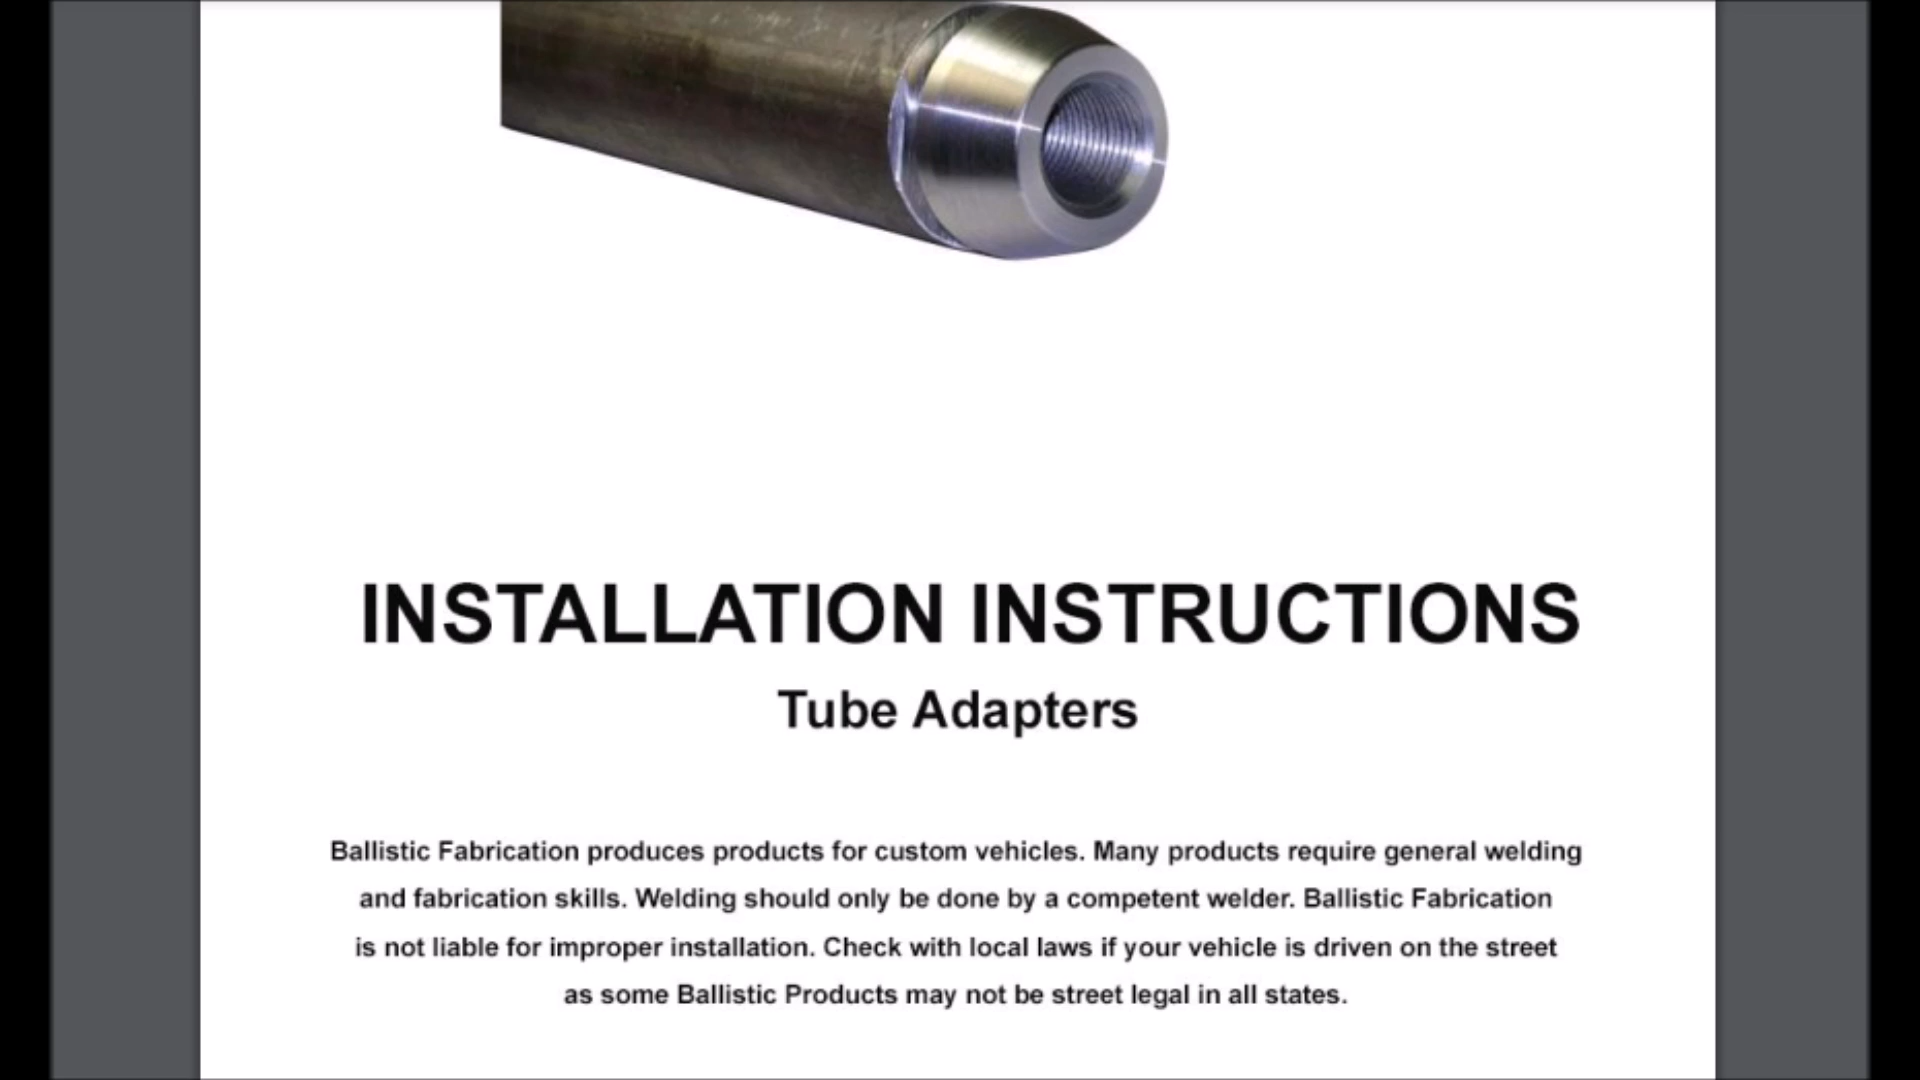 INSTALLATION INSTRUCTIONS
Tube Adapters
Ballistic Fabrication produces products for custom vehicles. Many products require general welding
and fabrication skills. Welding should only be done by a competent welder. Ballistic Fabrication
is not liable for improper installation. Check with local laws if your vehicle is driven on the street
as some Ballistic Products may not be street legal in all states.